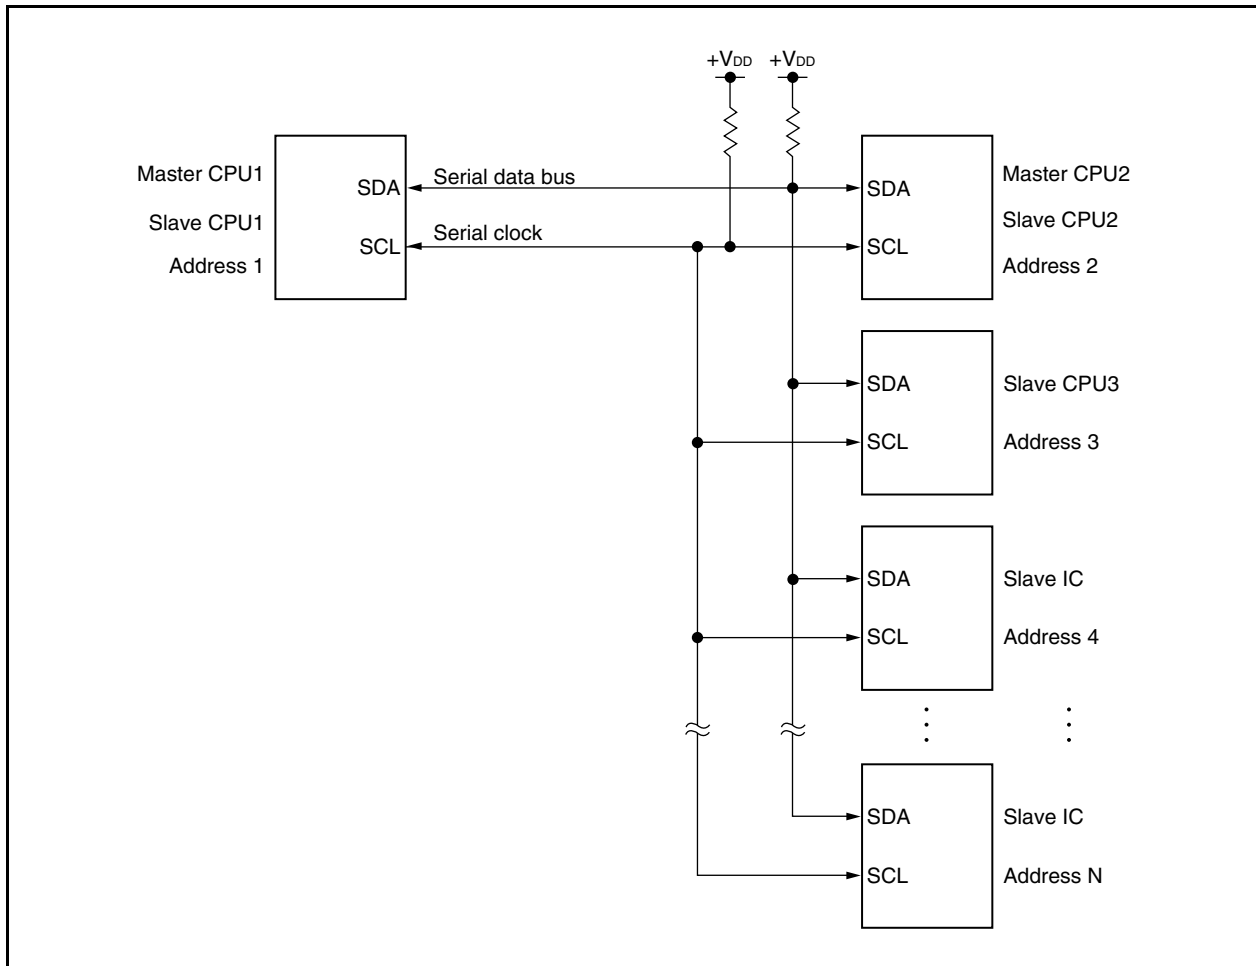 +VDD +VDD
Master CPU1
Slave CPU1
Address 1
SDA
SCL
Serial data bus
Serial clock
SDA
SCL
Master CPU2
Slave CPU2
Address 2
SDA
SCL
Slave CPU3
Address 3
SDA
SCL
Slave IC
Address 4
SDA
SCL
Slave IC
Address N